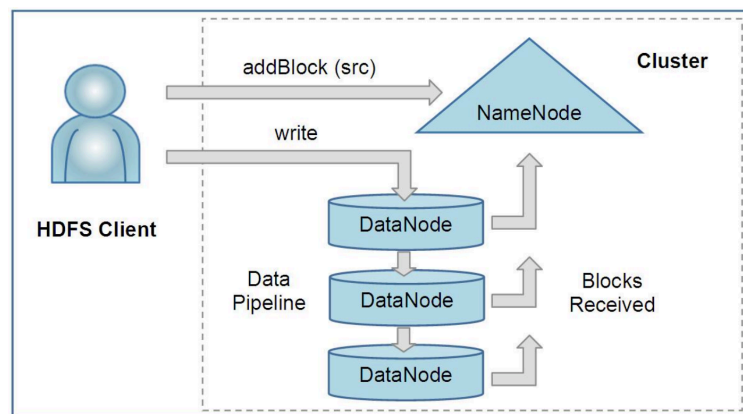 addBlock (src)
Cluster
NameNode
write
HDFS Client
DataNode
Data
Pipeline
DataNode
Blocks
Received
DataNode